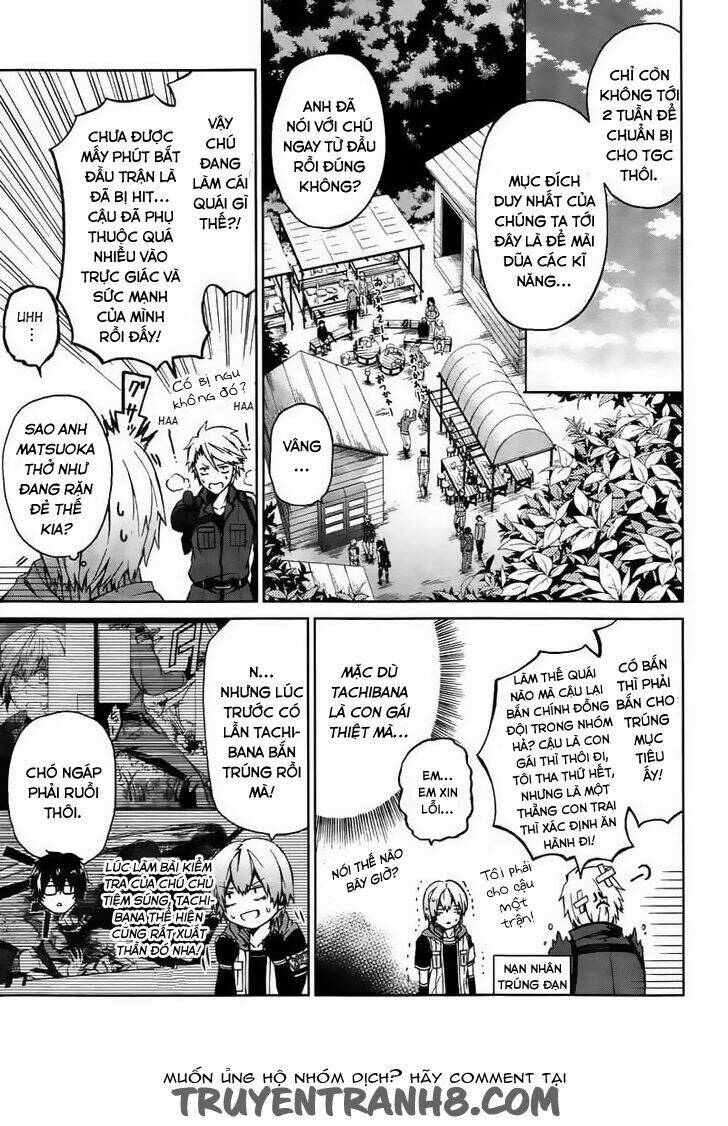 CHỈ CÒN
KHÔNG TỚI
2 TUẦN ĐỂ
CHUẨN BỊ
CHO TGC
THÔI.
MỤC ĐÍCH
DUY NHẤT CỦA
CHÚNG TA TỚI
ĐÂY LÀ ĐỂ MÀI
DŨA CÁC KĨ
NĂNG...
ANH ĐÃ
NÓI VỚI CHÚ
NGAY TỪ ĐẦU
RỒI ĐÚNG
KHÔNG?
VÂNG
...
VẬY CHÚ
ĐANG
LÀM CÁI
QUÁI GÌ
THẾ?!
CHƯA ĐƯỢC
MẤY PHÚT BẮT
ĐẦU TRẬN LÀ
ĐÃ BỊ HIT...
CẬU ĐÃ PHỤ
THUỘC QUÁ
NHIỀU VÀO
TRỰC GIÁC VÀ
SỨC MẠNH
CỦA MÌNH
RỒI ĐẤY!
UHH
...
Có bị ngu
không đó?
HAA
HAA
SAO ANH
MATSUOKA
THỞ NHƯ
ĐANG RẶN
ĐẺ THẾ
KIA?
CÓ BẮN
THÌ PHẢI
BẮN CHO
TRÚNG
MỤC
TIÊU
ẤY!
LÀM THẾ QUÁI
NÀO MÀ CẬU LẠI
BẮN CHÍNH ĐỒNG
ĐỘI TRONG NHÓM
HẢ? CẬU LÀ CON
GÁI THÌ THÔI ĐI,
TÔI THA THỨ HẾT,
NHƯNG LÀ MỘT
THẰNG CON TRAI
THÌ XÁC ĐỊNH ĂN
HÀNH ĐI!
Tôi phải
cho cậu
một
trận!
NẠN NHÂN
TRÚNG ĐẠN
EM...
EM XIN
LỖI...
MẶC DÙ
TACHIBANA
LÀ CON GÁI
THIỆT MÀ...
NÓI THẾ NÀO
BÂY GIỜ?
N...
NHƯNG LÚC
TRƯỚC CÓ
LẦN TACHI-
BANA BẮN
TRÚNG RỒI
MÀ!
LÚC LÀM BÀI KIỂM
TRA CỦA CHÚ CHỦ
TIỆM SÚNG, TACHI-
BANA THỂ HIỆN
CŨNG RẤT XUẤT
THẦN ĐÓ NHA!
CHÓ NGÁP
PHẢI RUỒI
THÔI.
MUỐN ỦNG HỘ NHÓM DỊCH? HÃY COMMENT TẠI
TRUYENTRANH8.COM